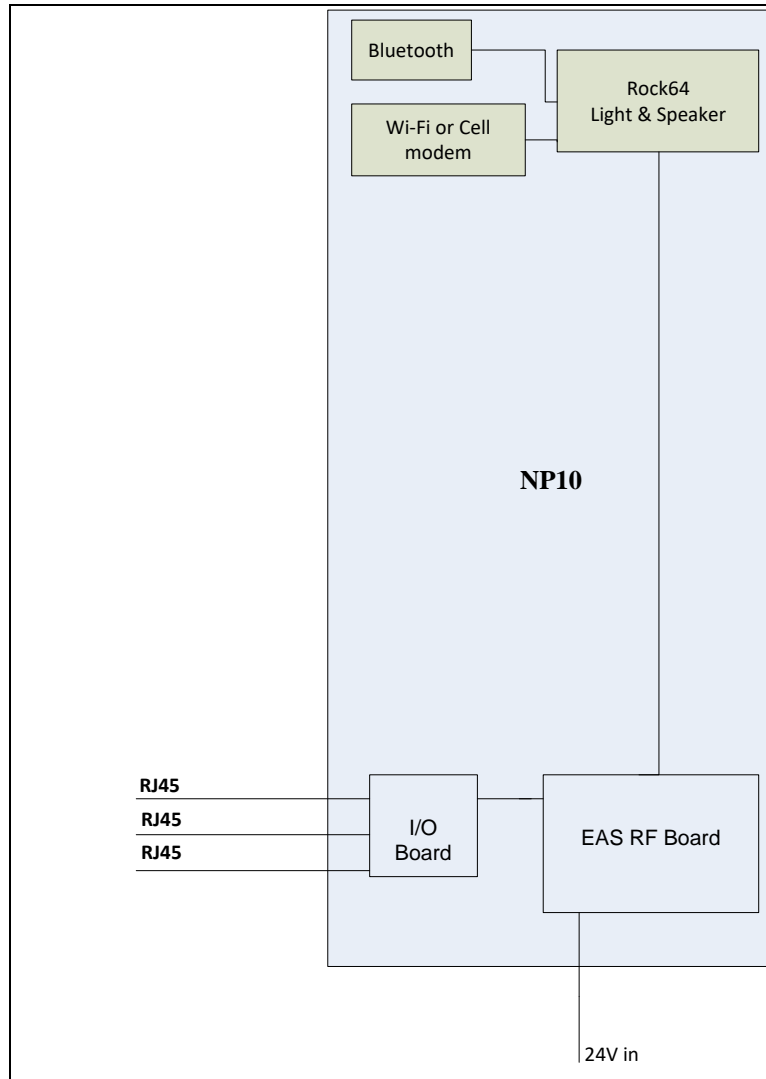 Bluetooth
Rock64
Light & Speaker
Wi-Fi or Cell
modem
NP10
RJ45
RJ45
RJ45
I/O
Board
EAS RF Board
24V in